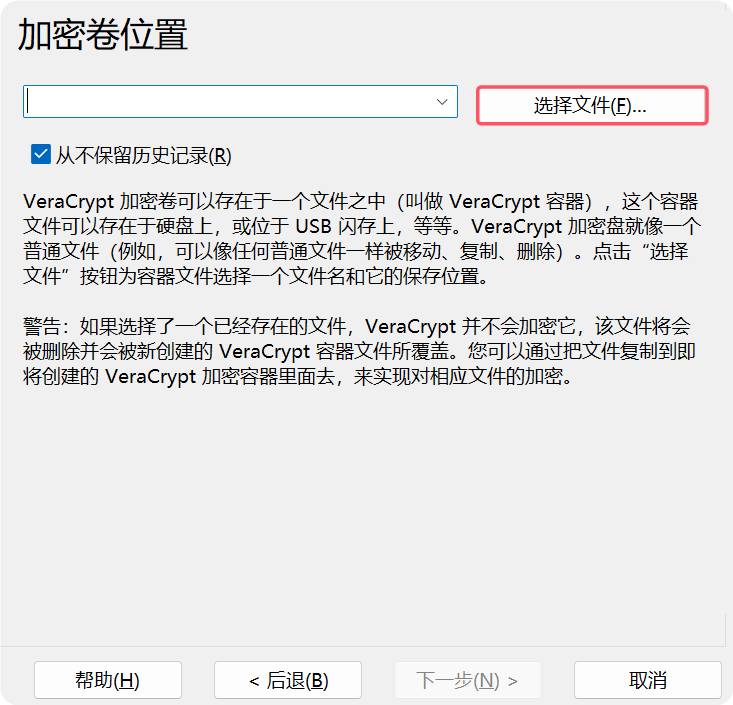 加密卷位置
选择文件(F)...
从不保留历史记录(R)
VeraCrypt 加密卷可以存在于一个文件之中（叫做 VeraCrypt 容器），这个容器
文件可以存在于硬盘上，或位于 USB 闪存上，等等。VeraCrypt 加密盘就像一个
普通文件（例如，可以像任何普通文件一样被移动、复制、删除）。点击“选择
文件”按钮为容器文件选择一个文件名和它的保存位置。
警告：如果选择了一个已经存在的文件，VeraCrypt 并不会加密它，该文件将会
被删除并会被新创建的 VeraCrypt 容器文件所覆盖。您可以通过把文件复制到即
将创建的 VeraCrypt 加密容器里面去，来实现对相应文件的加密。
帮助(H)
< 后退(B)
下一步(N) >
取消